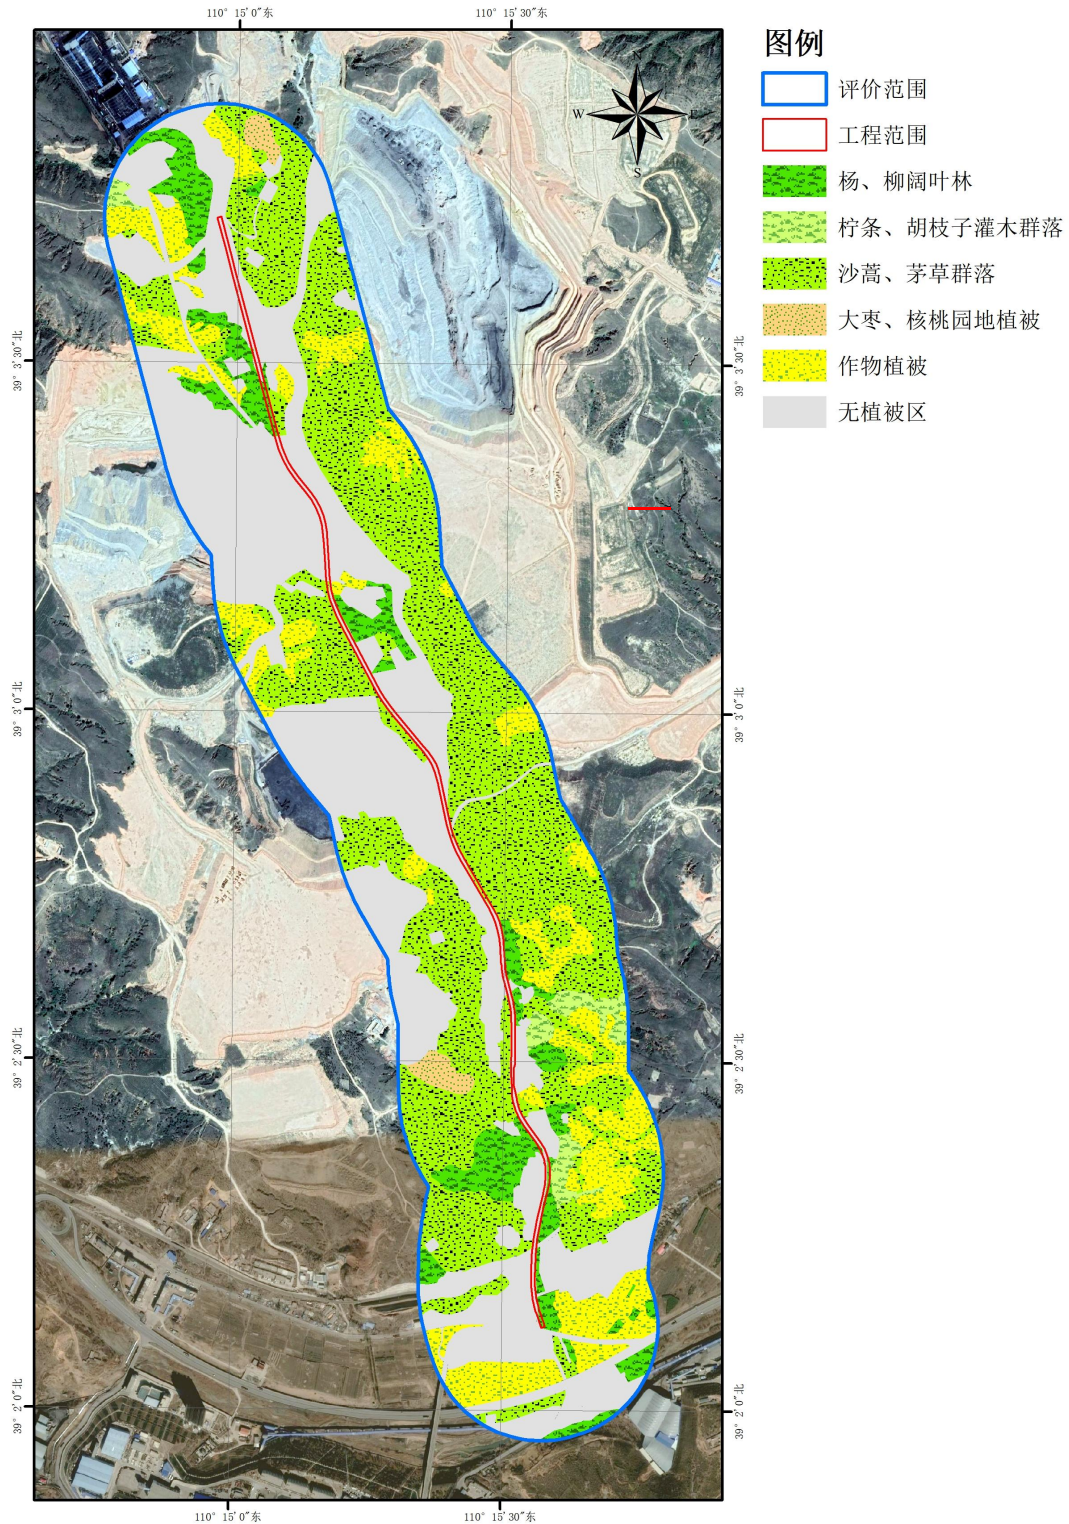 110° 15′0″东
110° 15′30″东
图例
N
W
E
S
评价范围
工程范围
杨、柳阔叶林
柠条、胡枝子灌木群落
沙蒿、茅草群落
大枣、核桃园地植被
作物植被
无植被区
39° 3′30″北
39° 3′30″北
39° 3′0″北
39° 3′0″北
39° 2′30″北
39° 2′30″北
39° 2′0″北
39° 2′0″北
110° 15′0″东
110° 15′30″东